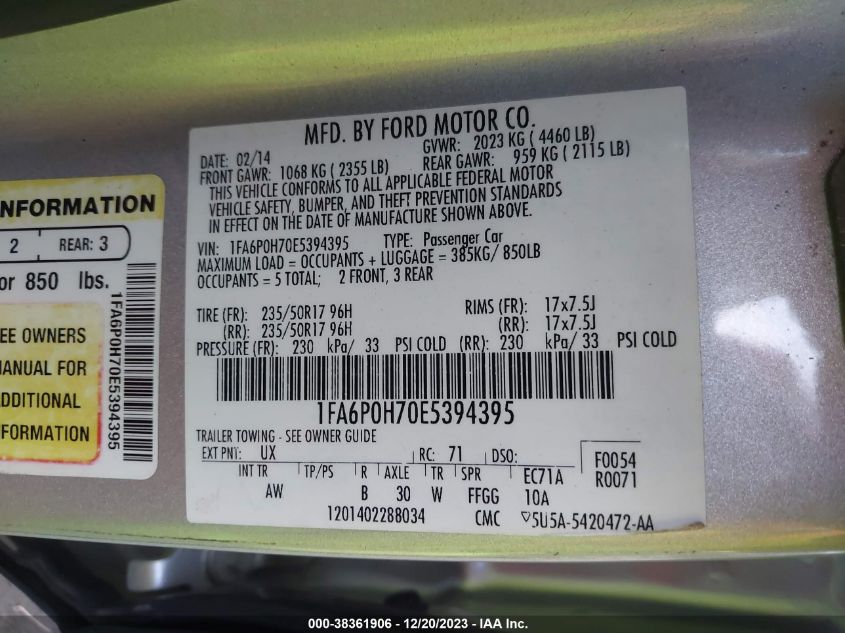 NFORMATION
2 REAR: 3
or 850 lbs.
EE OWNERS
MANUAL FOR
ADDITIONAL
NFORMATION
1FA6P0H70E5394395
MFD. BY FORD MOTOR CO.
DATE: 02/14 GVWR: 2023 KG ( 4460 LB)
FRONT GAWR: 1068 KG ( 2355 LB) REAR GAWR: 959 KG ( 2115 LB)
THIS VEHICLE CONFORMS TO ALL APPLICABLE FEDERAL MOTOR
VEHICLE SAFETY, BUMPER, AND THEFT PREVENTION STANDARDS
IN EFFECT ON THE DATE OF MANUFACTURE SHOWN ABOVE.
VIN: 1FA6P0H70E5394395 TYPE: Passenger Car
MAXIMUM LOAD = OCCUPANTS + LUGGAGE = 385KG/ 850LB
OCCUPANTS = 5 TOTAL; 2 FRONT, 3 REAR
TIRE (FR): 235/50R17 96H RIMS (FR): 17x7.5J
(RR): 235/50R17 96H (RR): 17x7.5J
PRESSURE (FR): 230 kPa/ 33 PSI COLD (RR): 230 kPa/ 33 PSI COLD
1FA6P0H70E5394395
TRAILER TOWING - SEE OWNER GUIDE
EXT PNT: UX RC: 71 DSO: F0054
INT TR TP/PS R AXLE TR SPR EC71A R0071
AW B 30 W FFGG 10A
1201402288034 CMC 5U5A-5420472-AA
000-38361906 - 12/20/2023 - IAA Inc.